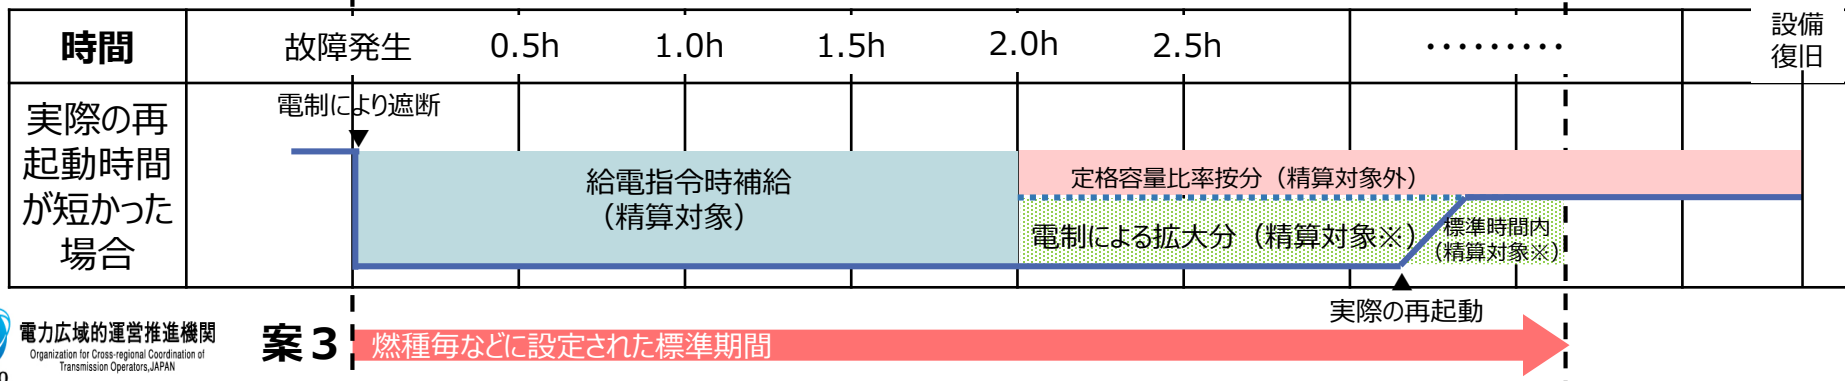 時間
故障発生
0.5h
1.0h
1.5h
2.0h
2.5h
………
設備
復旧
実際の再
起動時間
が短かった
場合
電制により遮断
給電指令時補給
（精算対象）
定格容量比率按分（精算対象外）
電制による拡大分（精算対象※）
標準時間内
（精算対象※）
実際の再起動
電力広域的運営推進機関
Organization for Cross-regional Coordination of
Transmission Operators,JAPAN
案３
燃種毎などに設定された標準期間